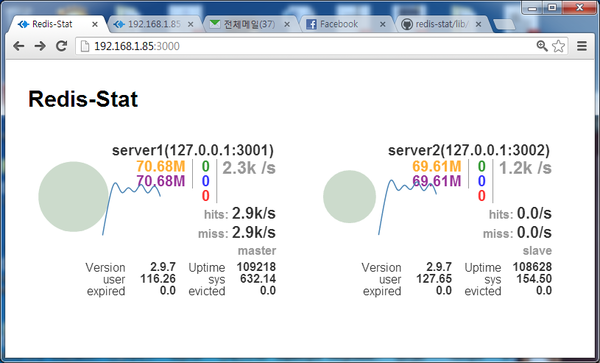 Redis-Stat
192.168.1.85
전체메일(37)
Facebook
redis-stat/lib/
192.168.1.85:3000
Redis-Stat
server1(127.0.0.1:3001)
70.68M 0 2.3k /s
70.68M 0
0
hits: 2.9k/s
miss: 2.9k/s
master
Version 2.9.7 Uptime 109218
user 116.26 sys 632.14
expired 0.0 evicted 0.0
server2(127.0.0.1:3002)
69.61M 0 1.2k /s
69.61M 0
0
hits: 0.0/s
miss: 0.0/s
slave
Version 2.9.7 Uptime 108628
user 127.65 sys 154.50
expired 0.0 evicted 0.0